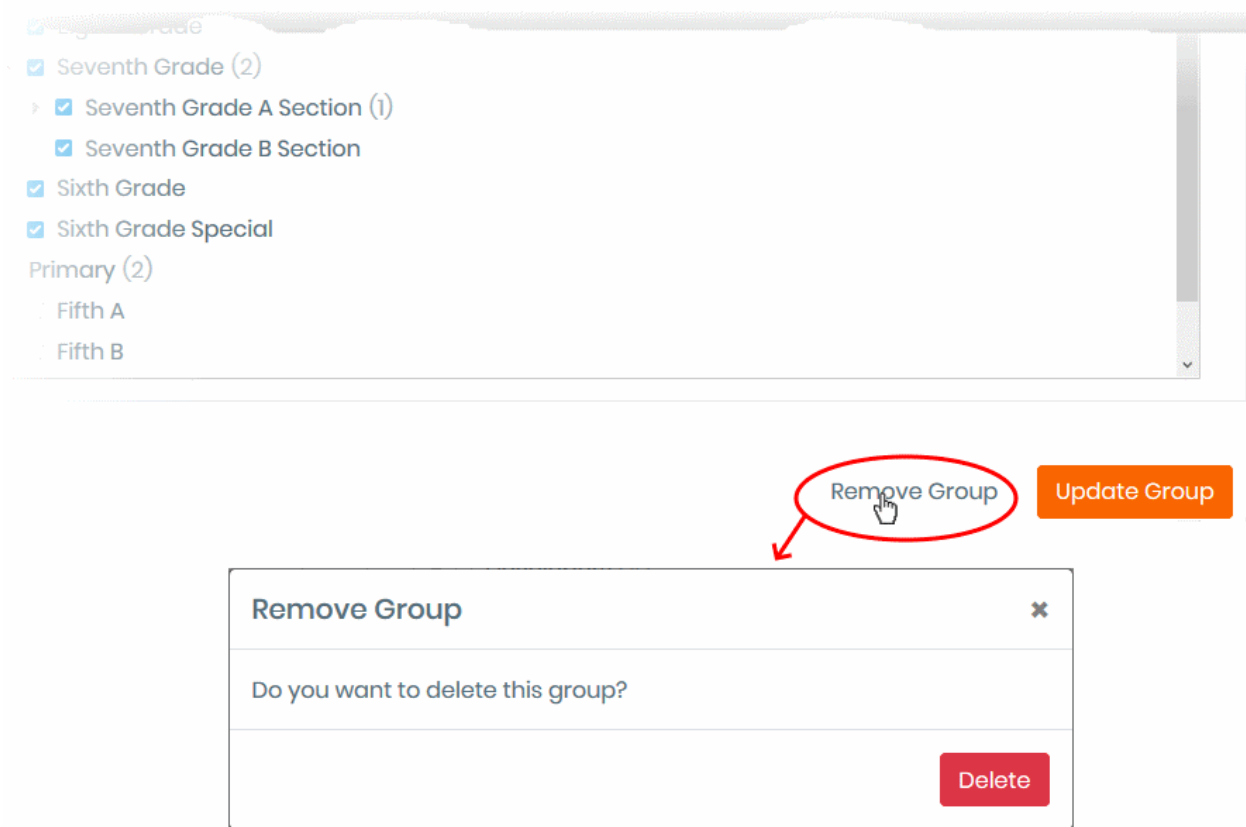 Seventh Grade (2)
Seventh Grade A Section (1)
Seventh Grade B Section
Sixth Grade
Sixth Grade Special
Primary (2)
Fifth A
Fifth B
Remove Group
Update Group
Remove Group
Do you want to delete this group?
Delete